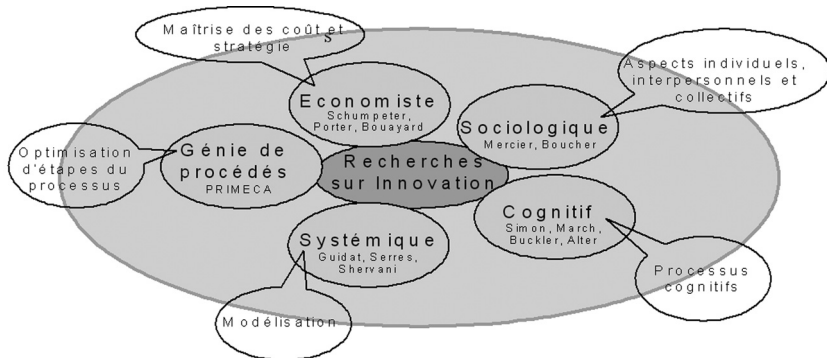 Maîtrise des coût et
s
stratégie
Aspects individuels,
interpersonnels et
collectifs
Economiste
Schumpeter,
Porter, Bouayard
Sociologique
Mercier, Boucher
Optimisation
d'étapes du
processus
Génie de
procédés
PRIMECA
Recherches
sur Innovation
Cognitif
Simon, March,
Buckler, Alter
Systémique
Guidat, Serres,
Shervani
Processus
cognitifs
Modélisation